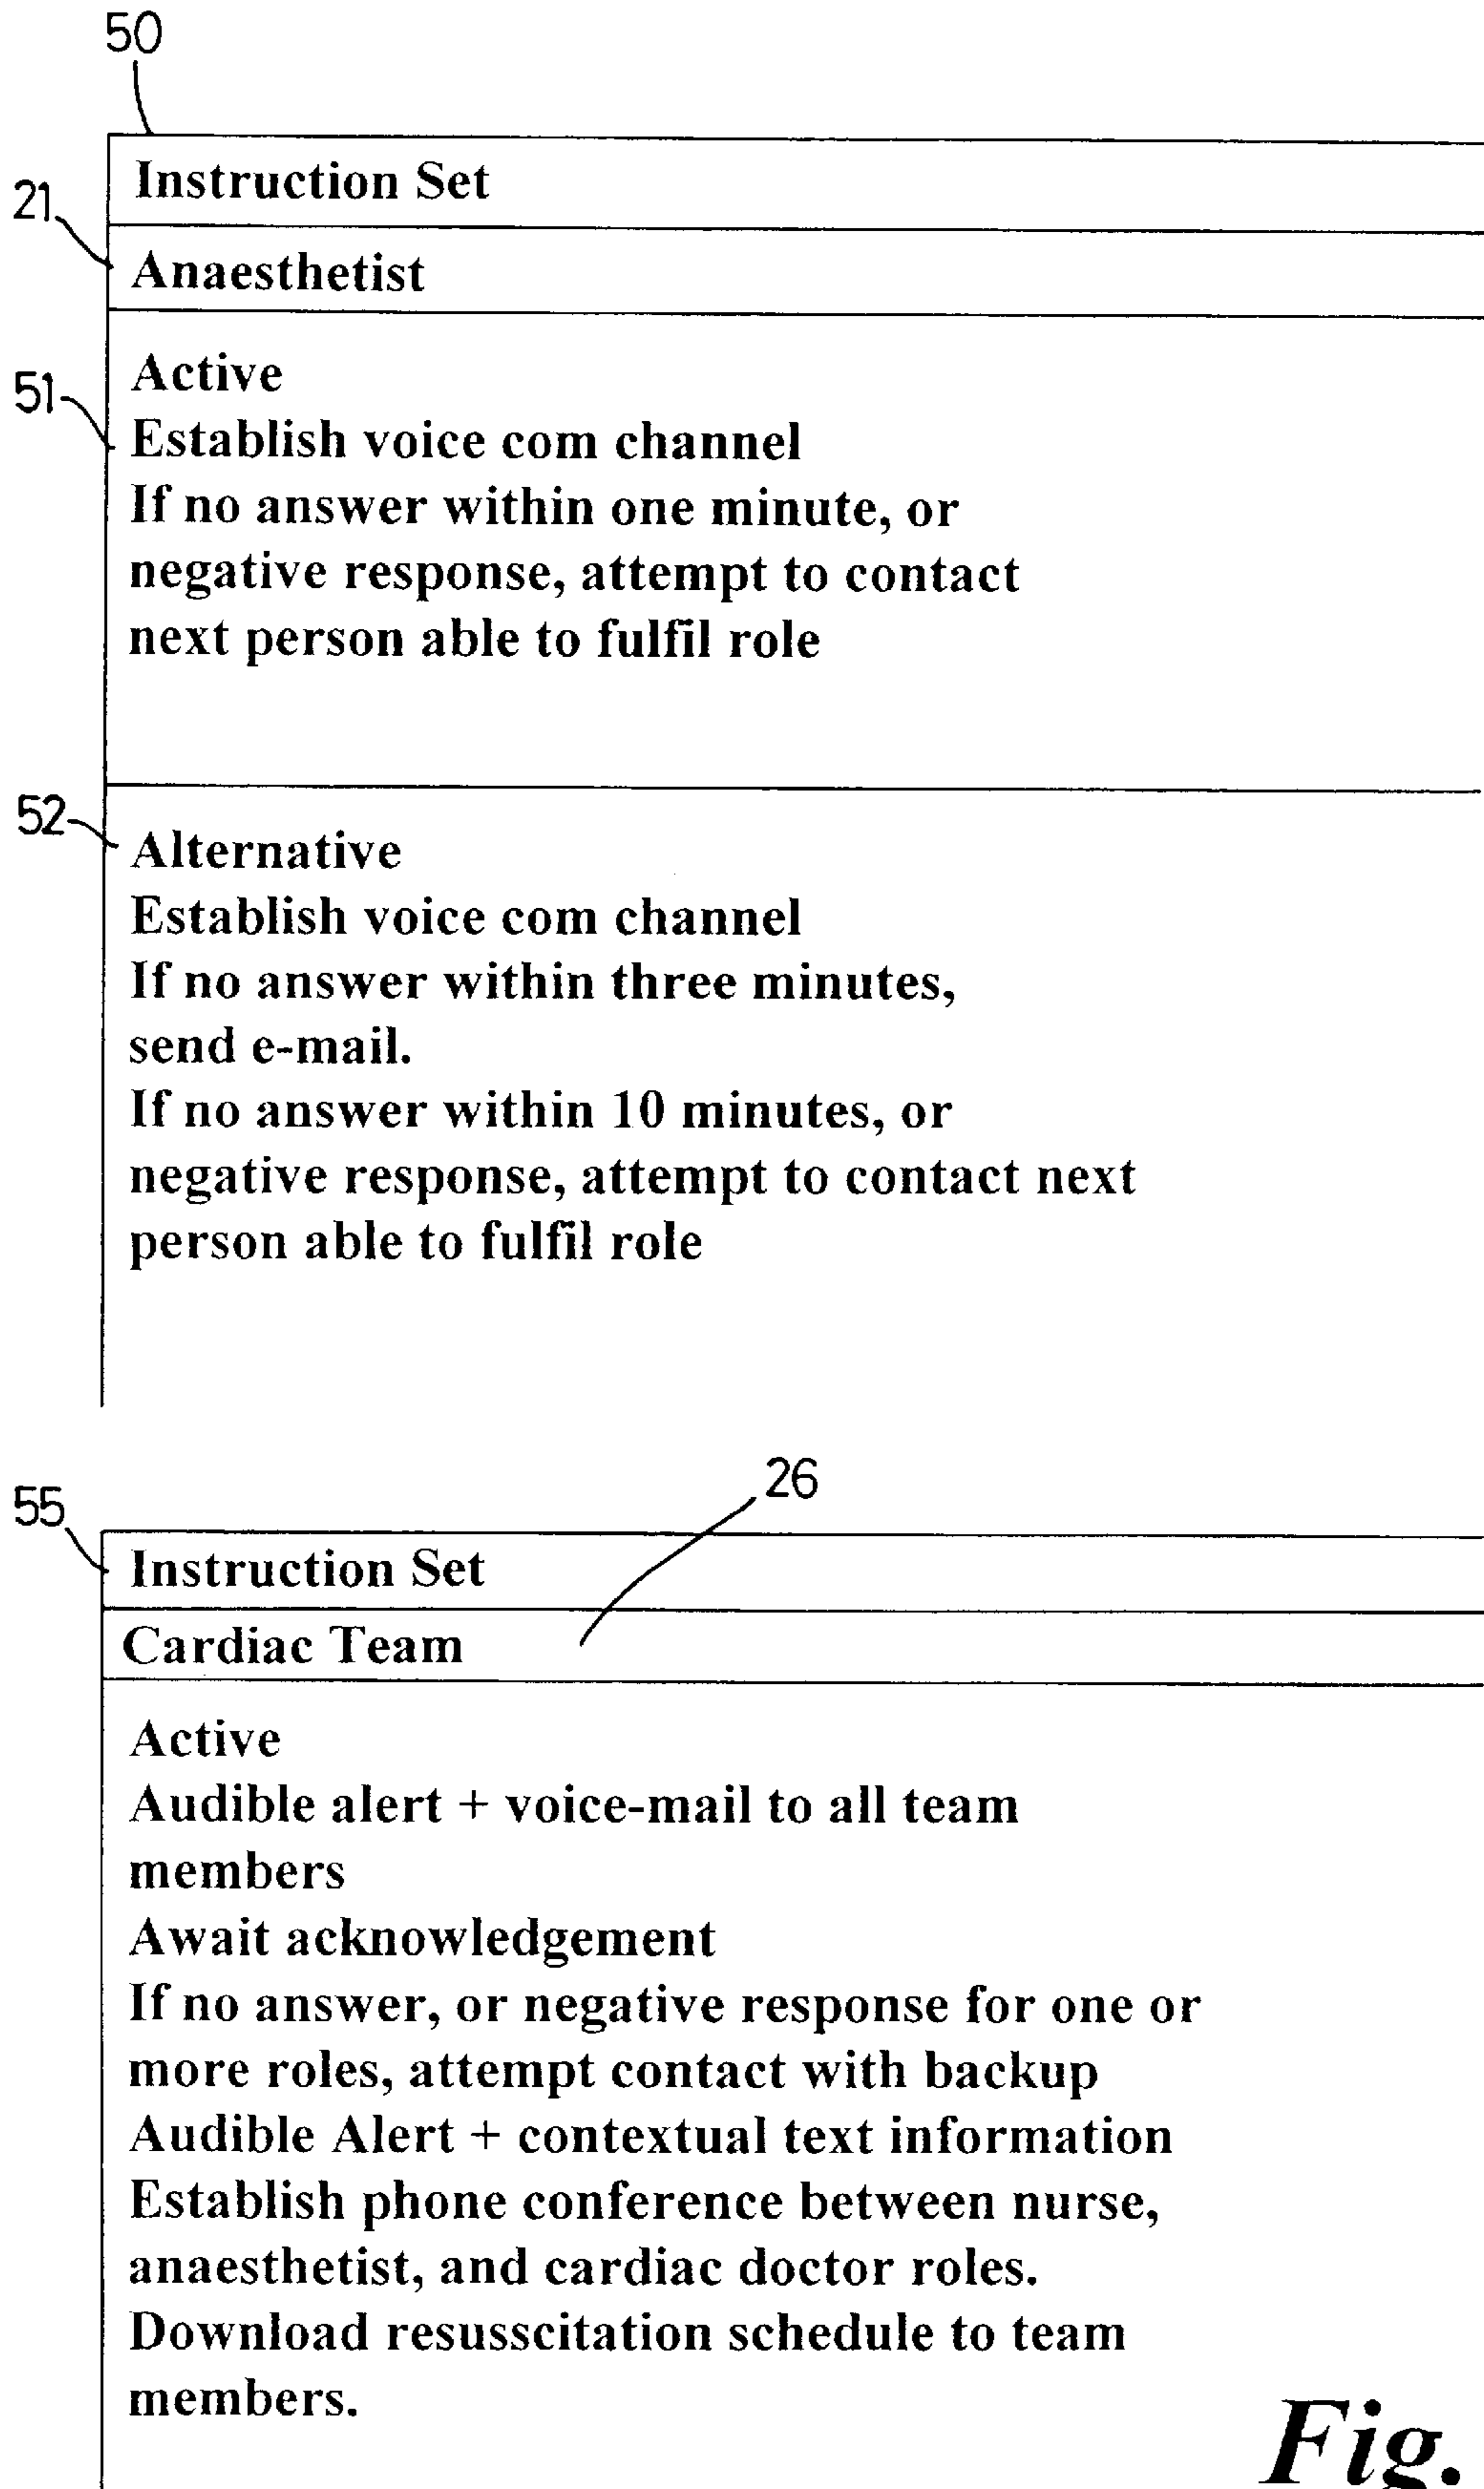 50
Instruction Set
21
Anaesthetist
Active
51
Establish voice com channel
If no answer within one minute, or
negative response, attempt to contact
next person able to fulfil role
52
Alternative
Establish voice com channel
If no answer within three minutes,
send e-mail.
If no answer within 10 minutes, or
negative response, attempt to contact next
person able to fulfil role
26
55
Instruction Set
Cardiac Team
Active
Audible alert + voice-mail to all team
members
Await acknowledgement
If no answer, or negative response for one or
more roles, attempt contact with backup
Audible Alert + contextual text information
Establish phone conference between nurse,
anaesthetist, and cardiac doctor roles.
Download resusscitation schedule to team
members.
Fig.